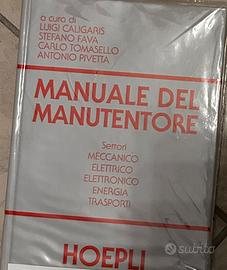 a cura di
LUIGI CALIGARIS
STEFANO FAVA
CARLO TOMASELLO
ANTONIO PIVETTA
MANUALE DEL
MANUTENTORE
Settori
MECCANICO
ELETTRICO
ELETTRONICO
ENERGIA
TRASPORTI
HOEPLI
subito